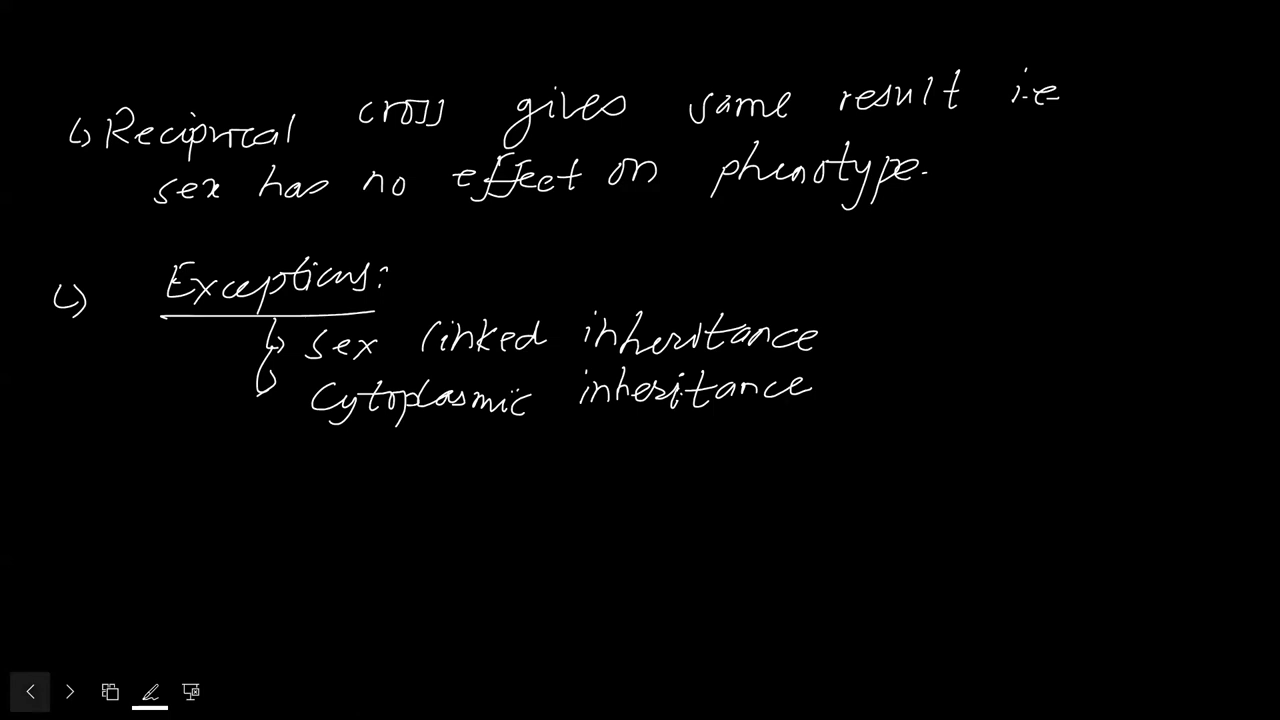 ↳ Reciprocal cross gives same result i.e
sex has no effect on phenotype.
↳ Exceptions:
↳ sex linked inheritance
↳ Cytoplasmic inheritance